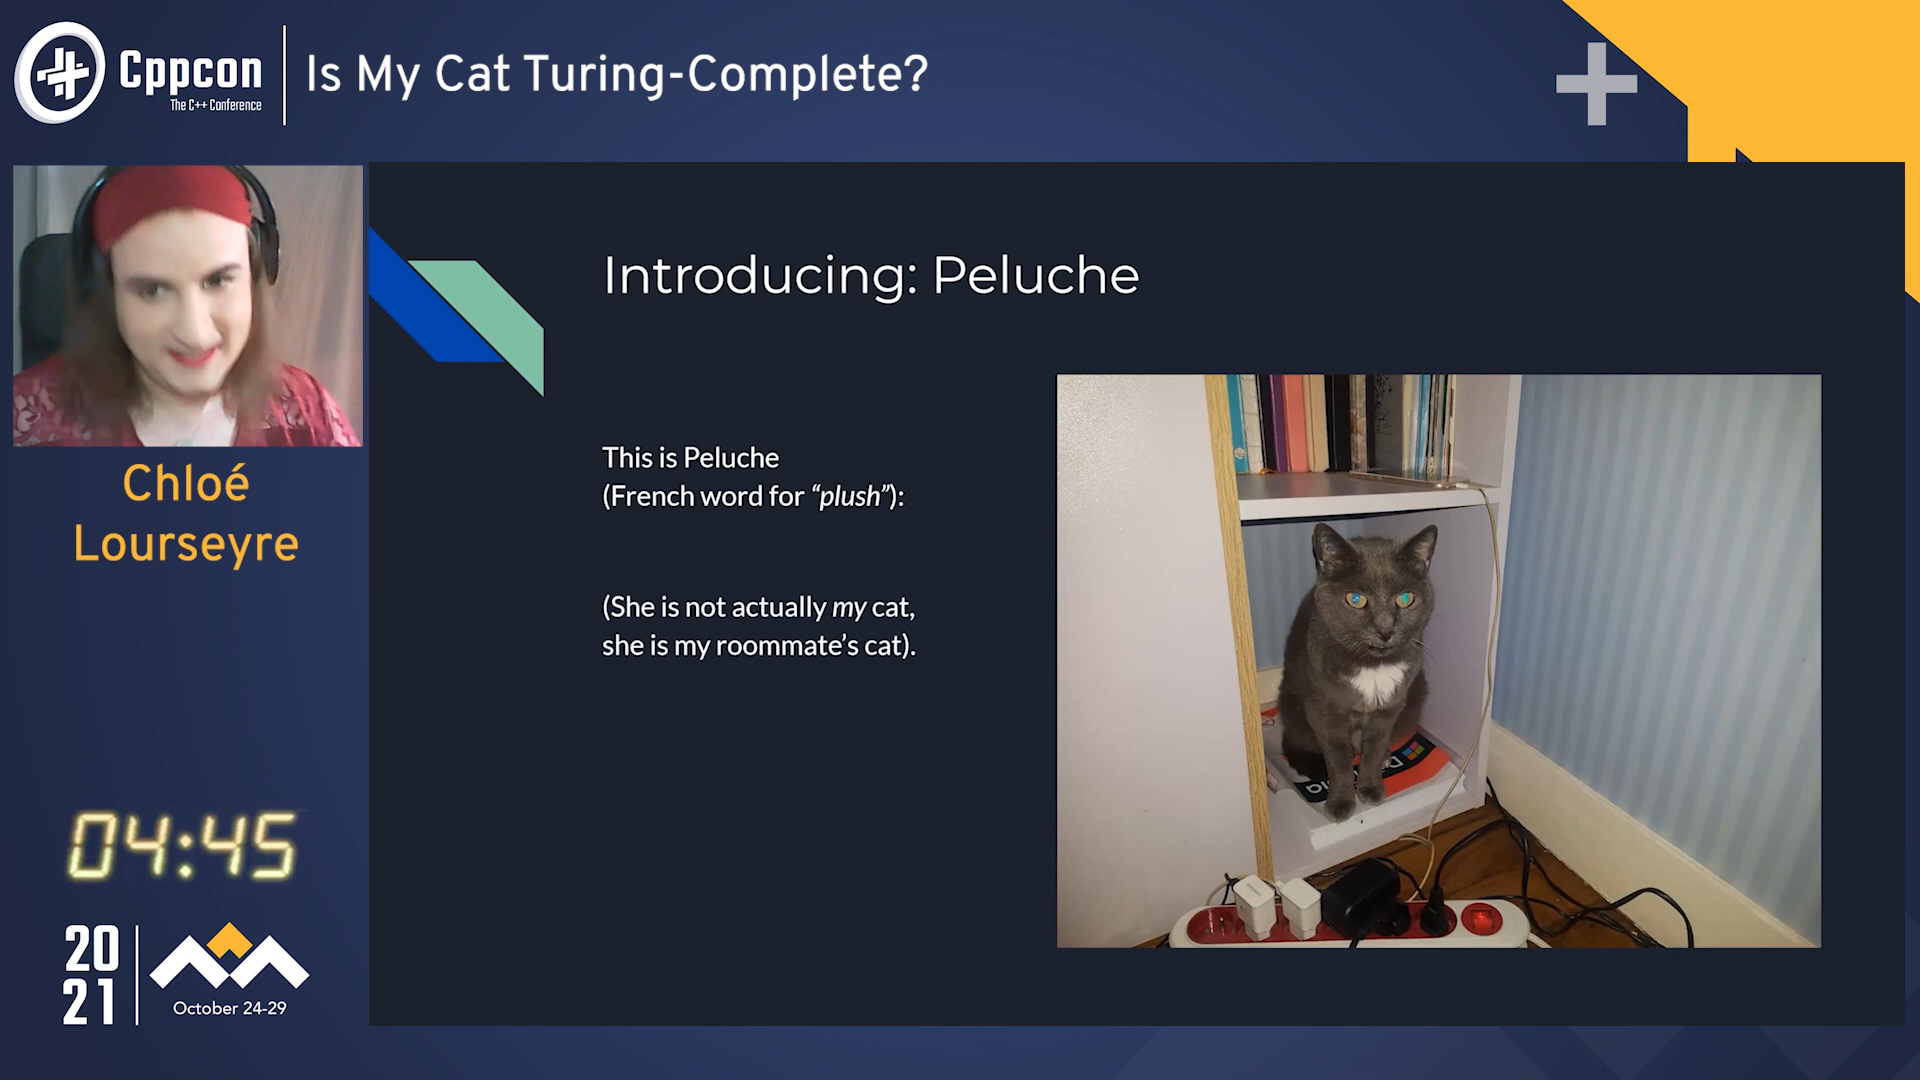 Cppcon
The C++ Conference
Is My Cat Turing-Complete?
Introducing: Peluche
This is Peluche
(French word for “plush”):
(She is not actually my cat,
she is my roommate’s cat).
Chloé
Lourseyre
04:45
20
21
October 24-29